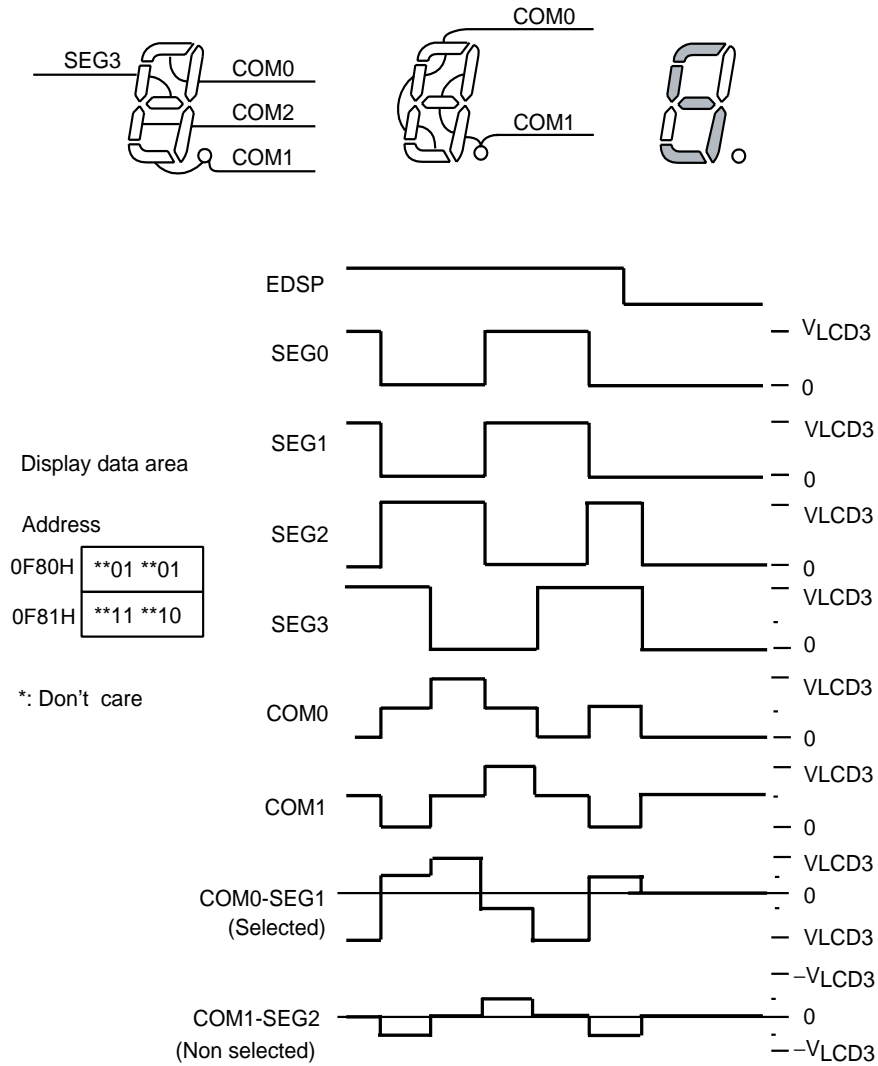 COM0
SEG3
COM0
COM2
COM1
COM1
EDSP
VLCD3
SEG0
0
VLCD3
SEG1
0
Display data area
VLCD3
SEG2
Address
0
0F80H **01 **01
VLCD3
0F81H **11 **10
SEG3
0
*: Don't care
VLCD3
COM0
0
VLCD3
COM1
0
VLCD3
COM0-SEG1
0
(Selected)
VLCD3
–VLCD3
COM1-SEG2
0
(Non selected)
–VLCD3